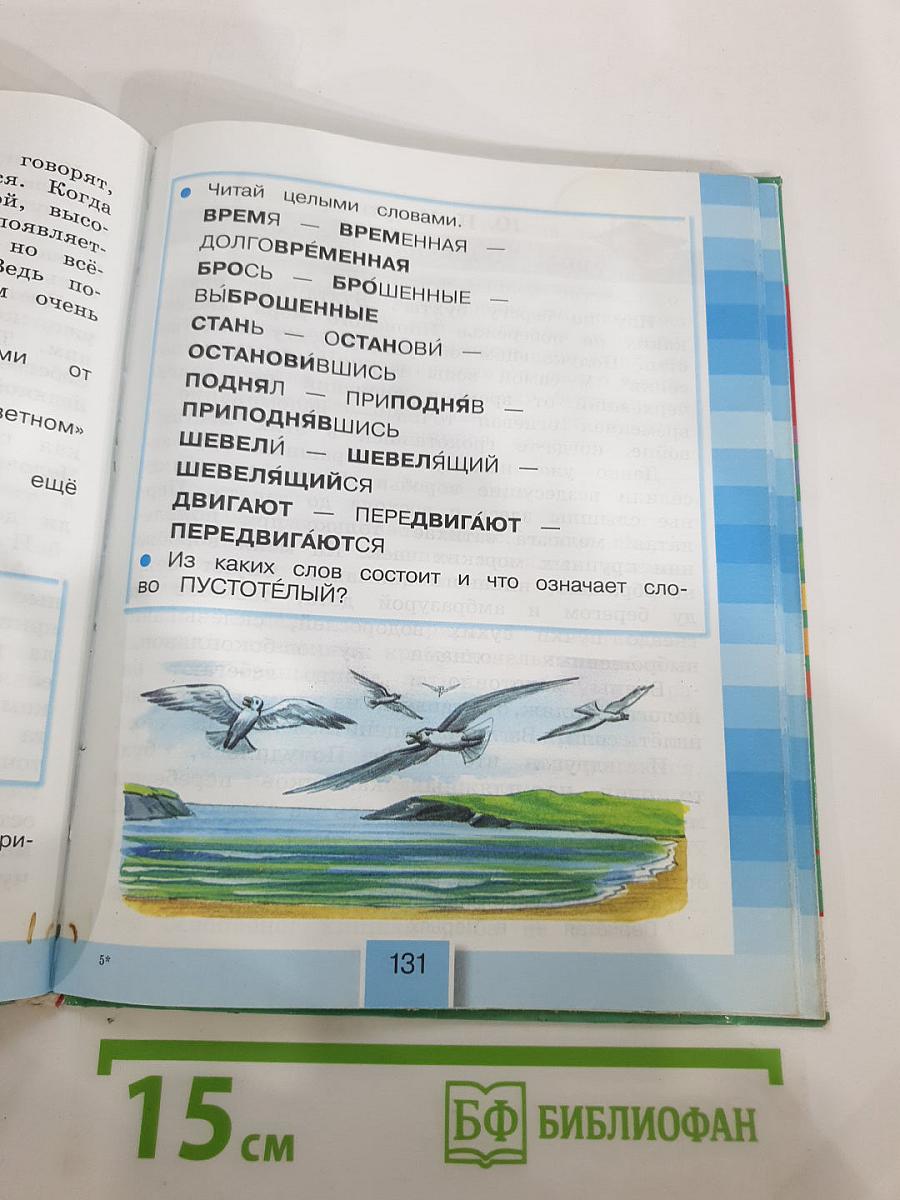 говорят,
ся. Когда
ой, высо-
появляет-
но всё-
Ведь по-
м очень
ми от
ветном»
ещё
ри-
• Читай целыми словами.
ВРЕМЯ — ВРЕМЕННАЯ —
ДОЛГОВРЕ́МЕННАЯ
БРОСЬ — БРО́ШЕННЫЕ —
ВЫ́БРОШЕННЫЕ
СТАНЬ — ОСТАНОВИ́ —
ОСТАНОВИ́ВШИСЬ
ПОДНЯЛ — ПРИПОДНЯ́В —
ПРИПОДНЯ́ВШИСЬ
ШЕВЕЛИ́ — ШЕВЕЛЯ́ЩИЙ —
ШЕВЕЛЯ́ЩИЙСЯ
ДВИГАЮТ — ПЕРЕДВИГА́ЮТ —
ПЕРЕДВИГА́ЮТСЯ
• Из каких слов состоит и что означает сло-
во ПУСТОТЕ́ЛЫЙ?
5*
131
15 см
БФ БИБЛИОФАН